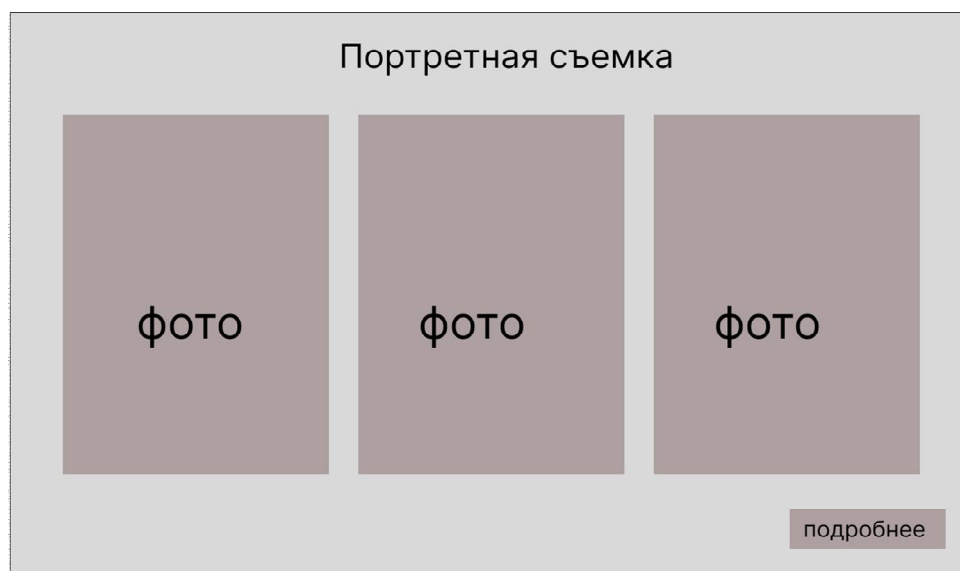 Портретная съемка
фото
фото
фото
подробнее